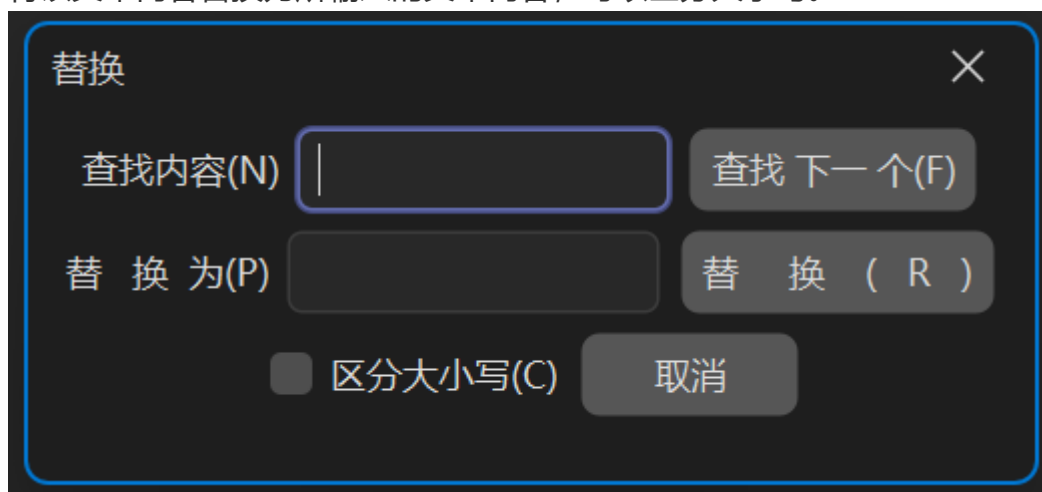 替换
查找内容(N) 查找 下一 个(F)
替 换 为(P) 替 换 ( R )
区分大小写(C) 取消